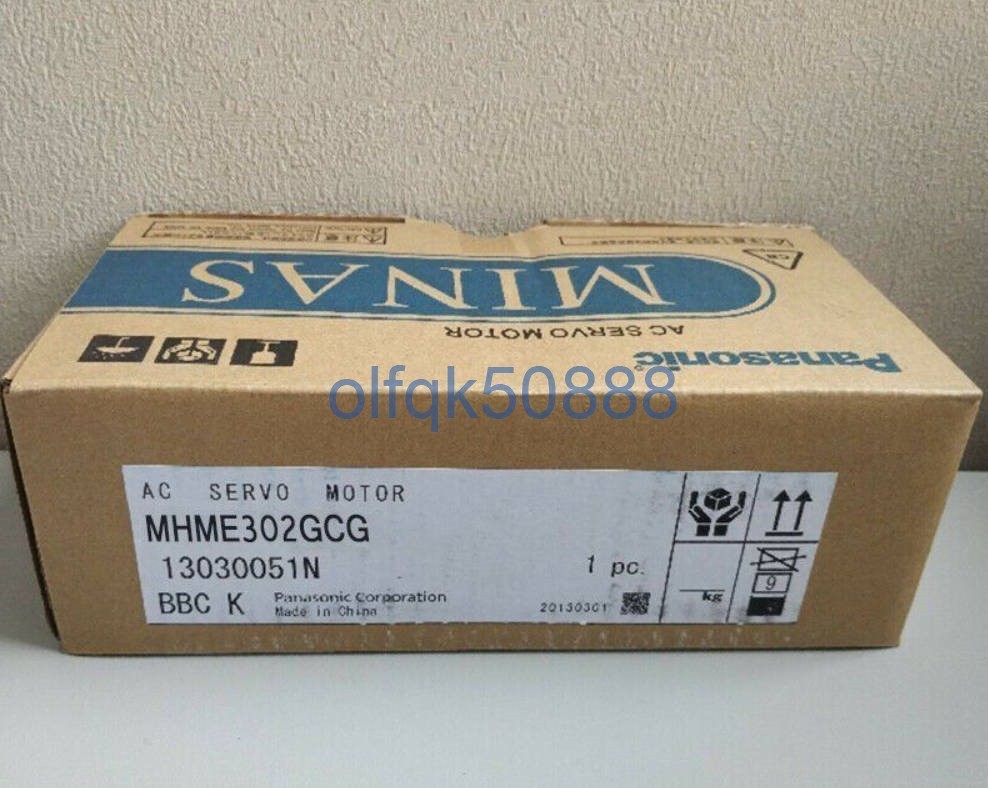 MINAS
AC SERVO MOTOR
Panasonic
olfqk50888
AC SERVO MOTOR
MHME302GCG
13030051N
1 pc.
BBC K
Panasonic Corporation
Made in China
20130301
kg
9